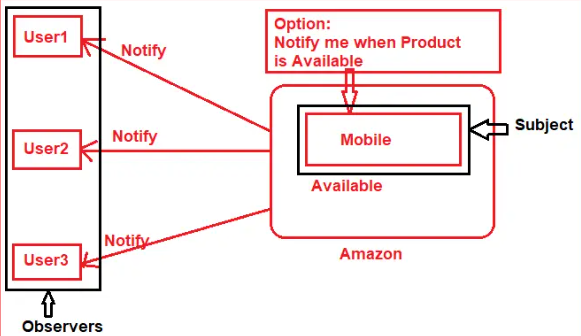 User1
Notify
Option:
Notify me when Product
is Available
User2
Notify
Mobile
Subject
Available
User3
Notify
Amazon
Observers